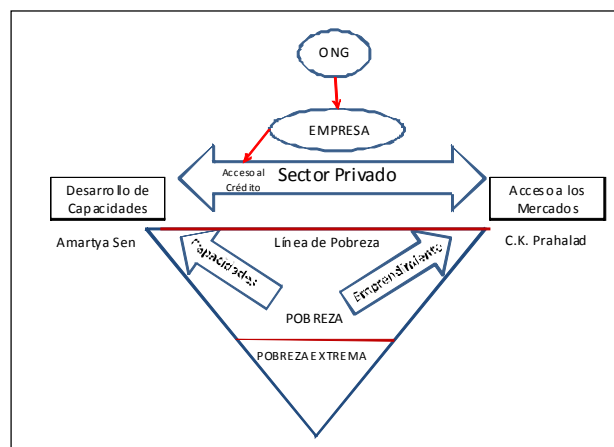 ONG
EMPRESA
Acceso al
Crédito
Sector Privado
Desarrollo de
Capacidades
Acceso a los
Mercados
Amartya Sen
Línea de Pobreza
C.K. Prahalad
Capacidades
Emprendimiento
POBREZA
POBREZA EXTREMA